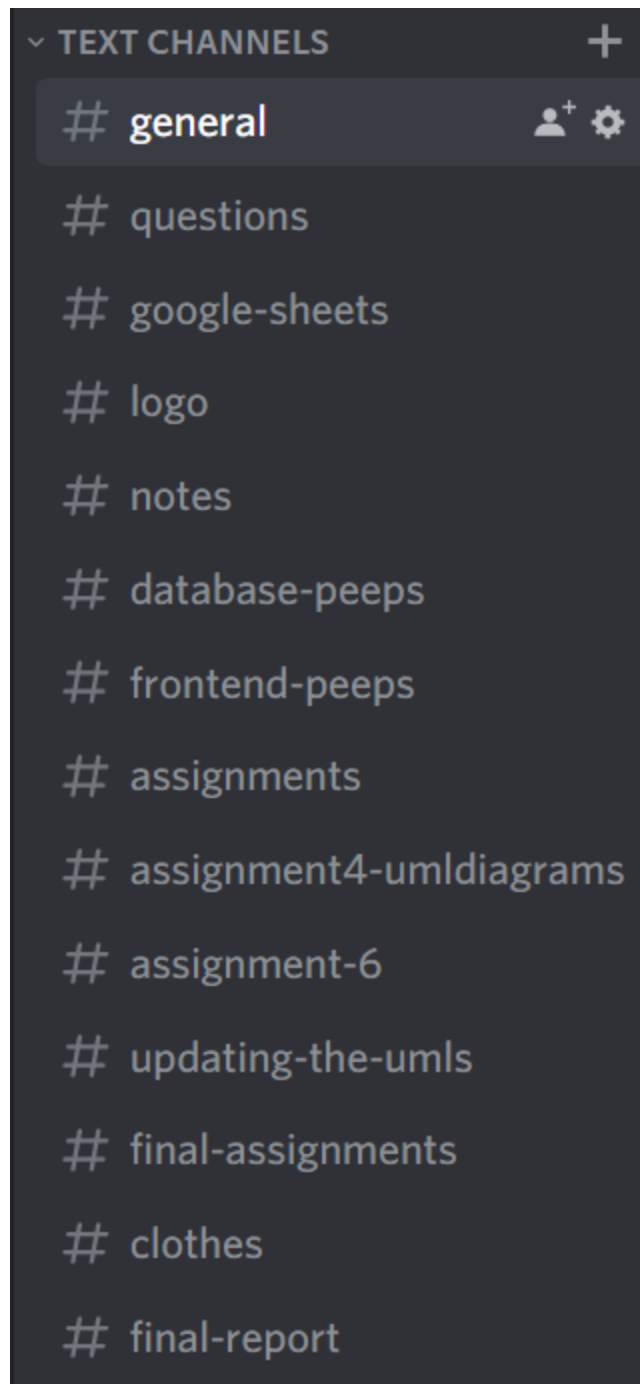 TEXT CHANNELS
# general
# questions
# google-sheets
# logo
# notes
# database-peeps
# frontend-peeps
# assignments
# assignment4-umldiagrams
# assignment-6
# updating-the-umls
# final-assignments
# clothes
# final-report